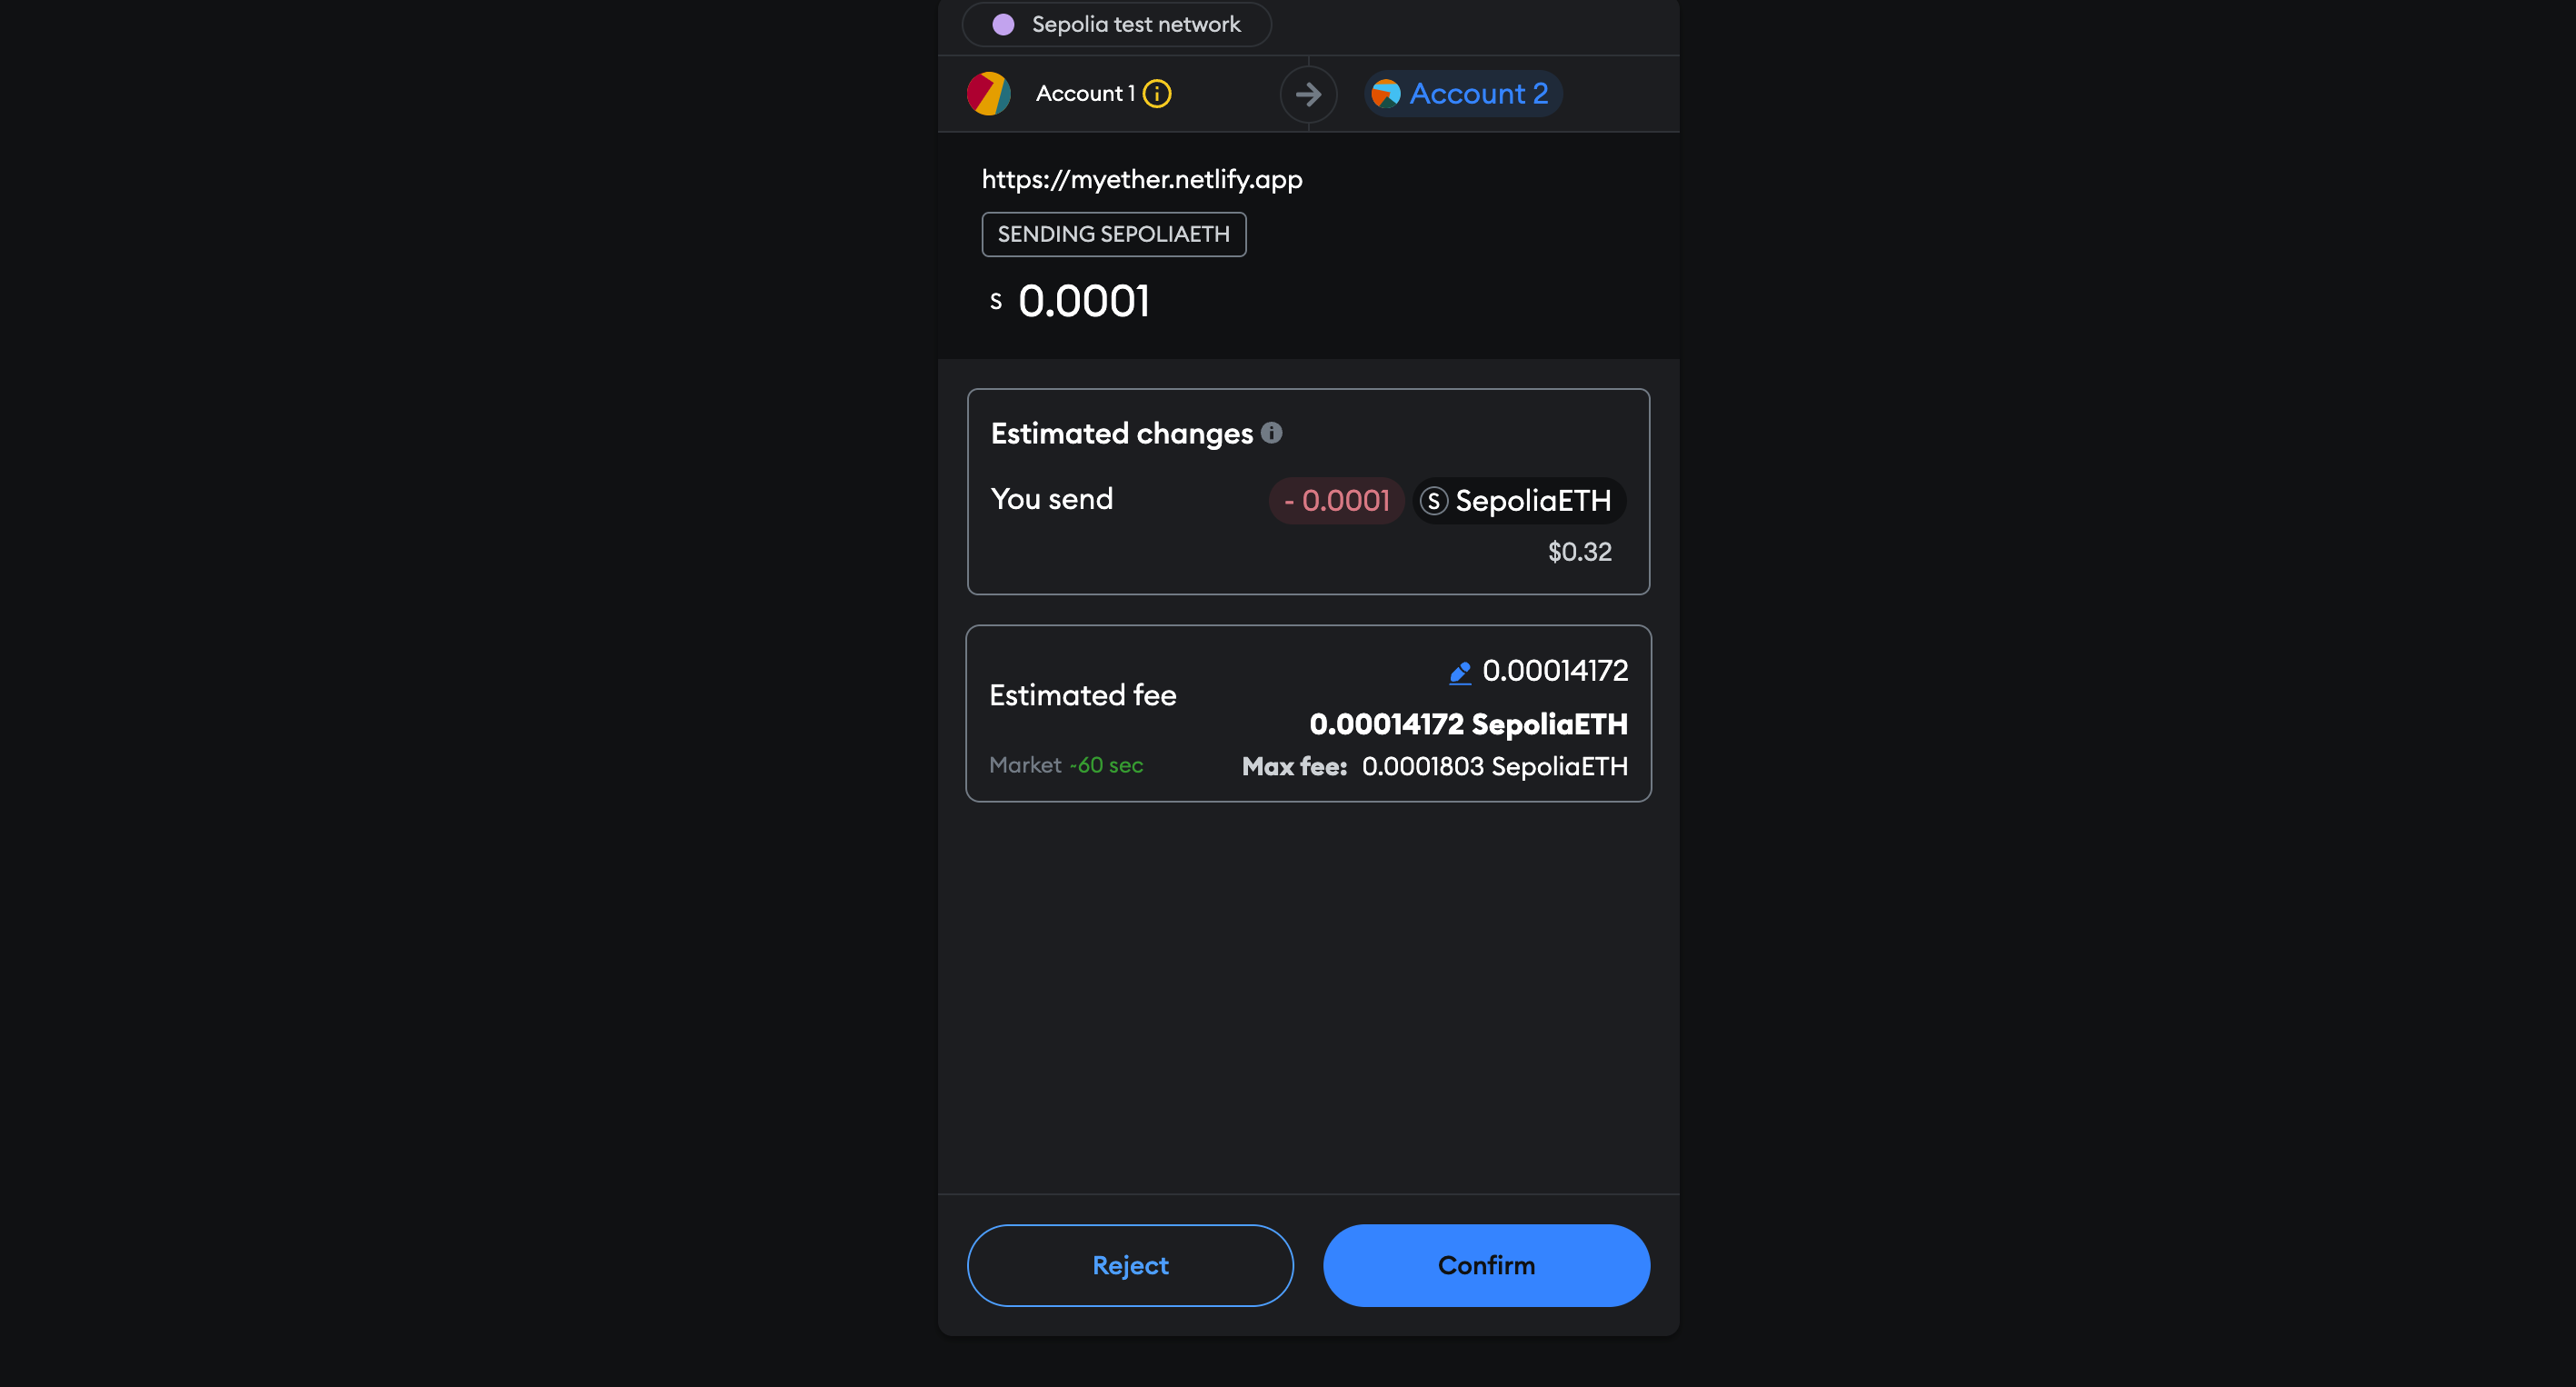 Sepolia test network
Account 1
Account 2
https://myether.netlify.app
SENDING SEPOLIAETH
S 0.0001
Estimated changes
You send - 0.0001 S SepoliaETH
$0.32
Estimated fee 0.00014172
0.00014172 SepoliaETH
Market ~60 sec Max fee: 0.0001803 SepoliaETH
Reject
Confirm